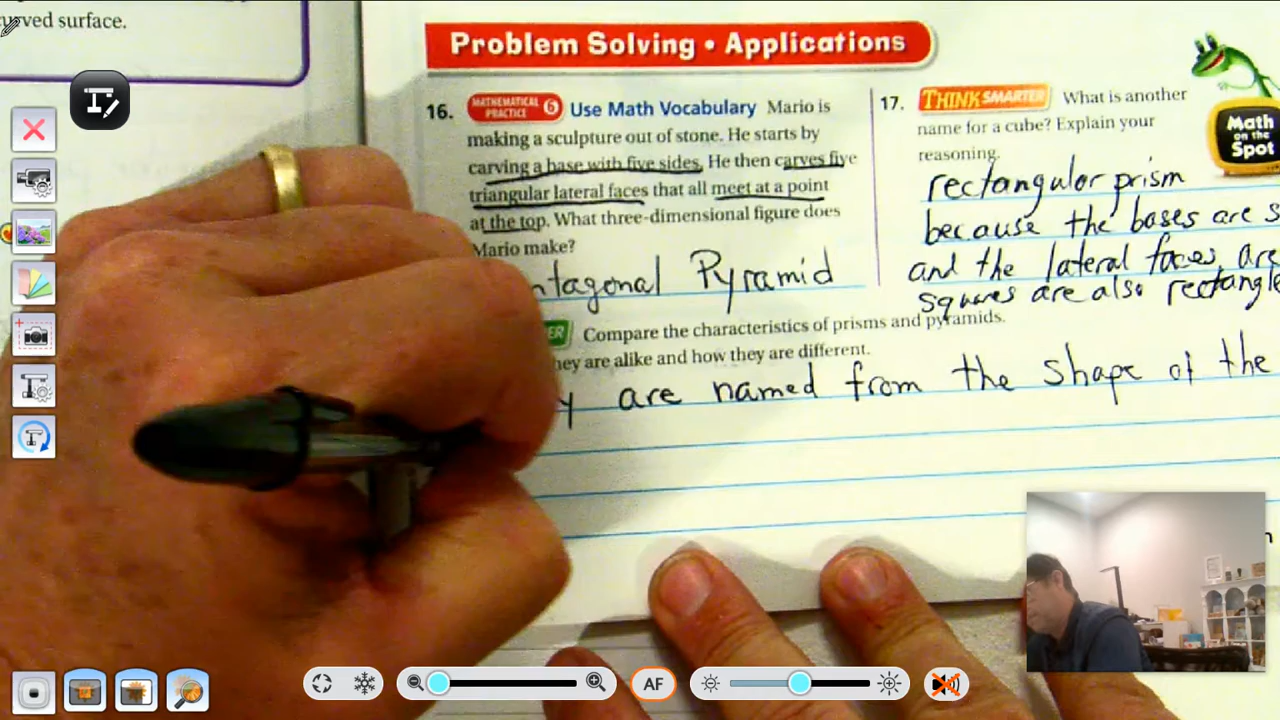 curved surface.
Problem Solving • Applications
16. MATHEMATICAL PRACTICE 6 Use Math Vocabulary Mario is
making a sculpture out of stone. He starts by
carving a base with five sides. He then carves five
triangular lateral faces that all meet at a point
at the top. What three-dimensional figure does
Mario make?
ntagonal Pyramid
17. THINK SMARTER What is another
name for a cube? Explain your
reasoning.
rectangular prism
because the bases are s
and the lateral faces are
squares are also rectangle
Math
on the
Spot
ER Compare the characteristics of prisms and pyramids.
hey are alike and how they are different.
y are named from the shape of the
n
AF